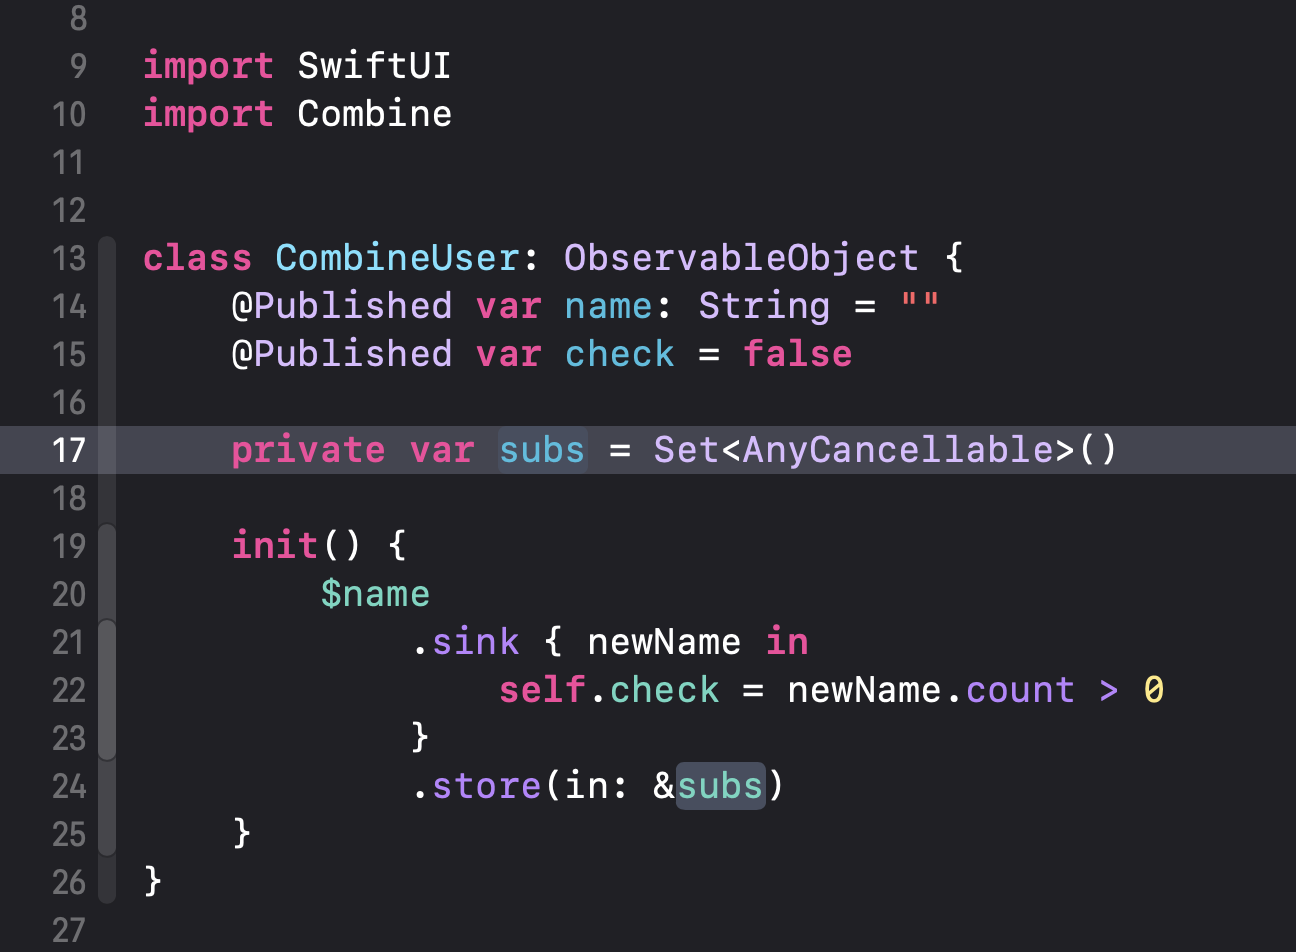 8
9 import SwiftUI
10 import Combine
11
12
13 class CombineUser: ObservableObject {
14     @Published var name: String = ""
15     @Published var check = false
16
17     private var subs = Set<AnyCancellable>()
18
19     init() {
20         $name
21             .sink { newName in
22                 self.check = newName.count > 0
23             }
24             .store(in: &subs)
25     }
26 }
27